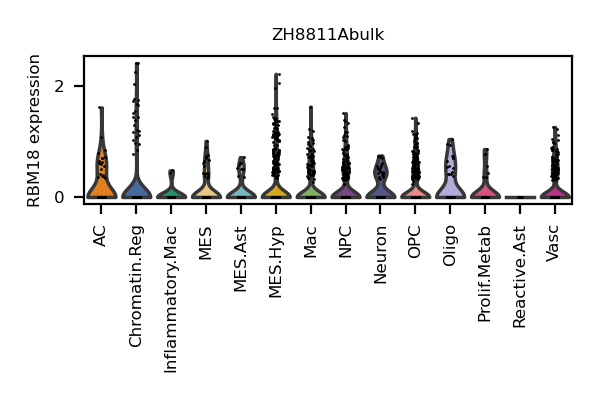 ZH8811Abulk
RBM18 expression
2
0
AC
Chromatin.Reg
Inflammatory.Mac
MES
MES.Ast
MES.Hyp
Mac
NPC
Neuron
OPC
Oligo
Prolif.Metab
Reactive.Ast
Vasc